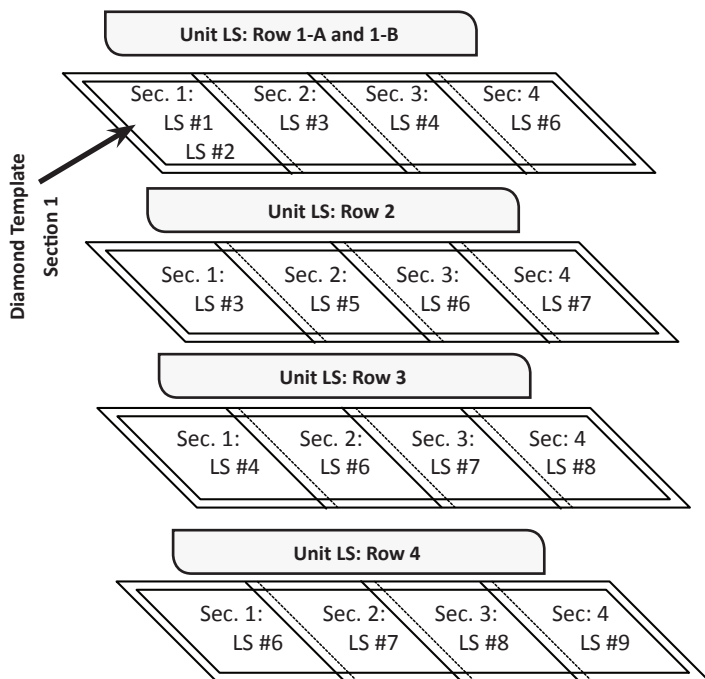 Unit LS: Row 1-A and 1-B
Sec. 1:
LS #1
LS #2
Sec. 2:
LS #3
Sec. 3:
LS #4
Sec: 4
LS #6
Diamond Template
Section 1
Unit LS: Row 2
Sec. 1:
LS #3
Sec. 2:
LS #5
Sec. 3:
LS #6
Sec: 4
LS #7
Unit LS: Row 3
Sec. 1:
LS #4
Sec. 2:
LS #6
Sec. 3:
LS #7
Sec: 4
LS #8
Unit LS: Row 4
Sec. 1:
LS #6
Sec. 2:
LS #7
Sec. 3:
LS #8
Sec: 4
LS #9